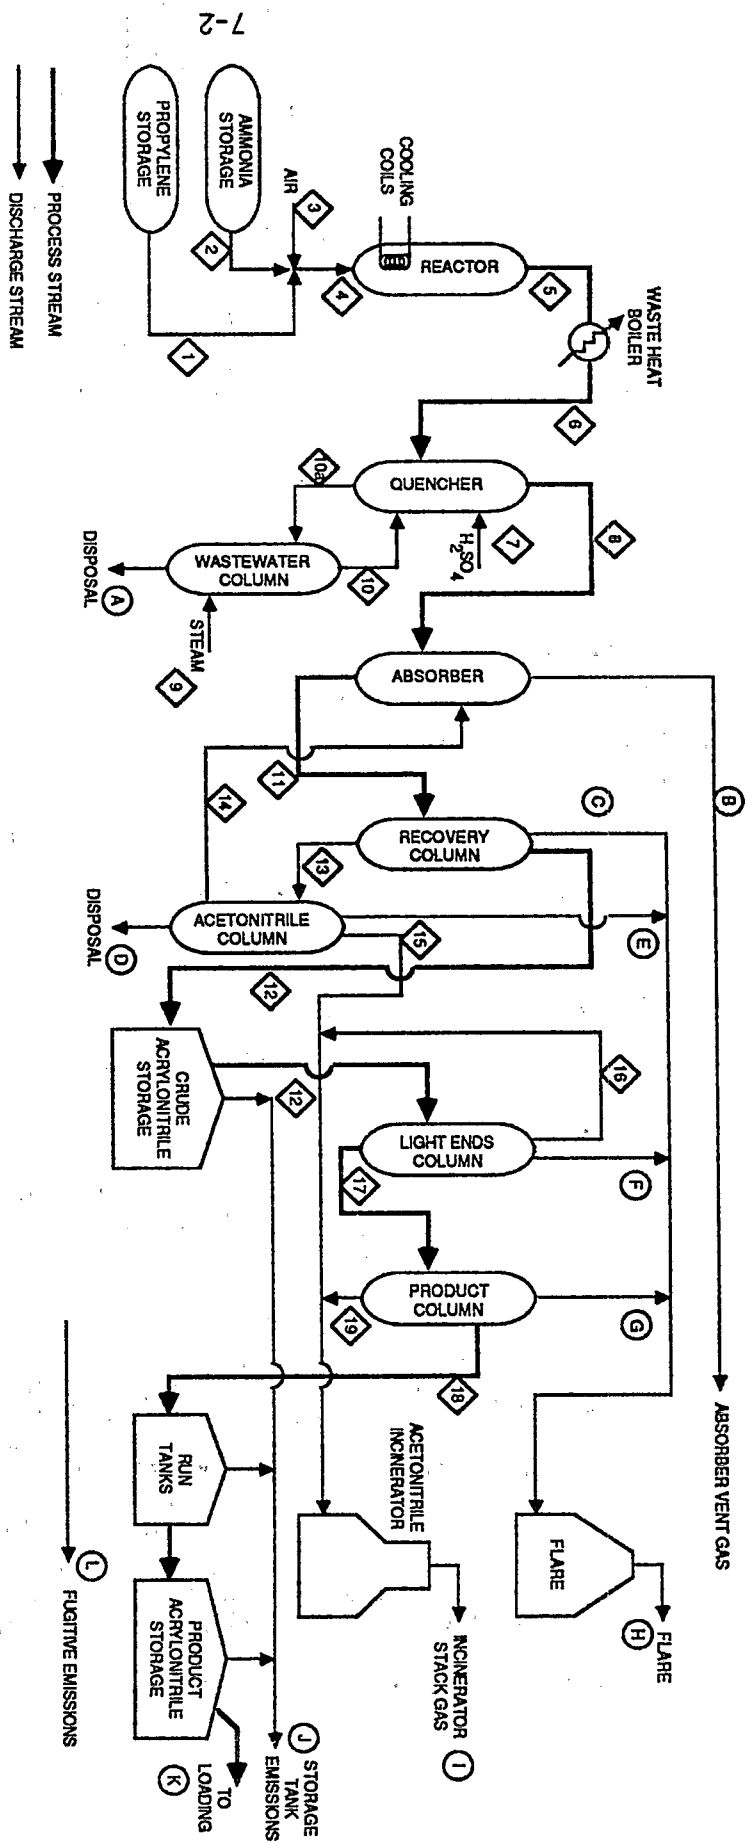 7-2
PROPYLENE
STORAGE
AMMONIA
STORAGE
AIR
3
2
1
4
COOLING
COILS
REACTOR
5
WASTE HEAT
BOILER
6
QUENCHER
7
H2SO4
8
10a
10
WASTEWATER
COLUMN
DISPOSAL
A
STEAM
9
ABSORBER
B
ABSORBER VENT GAS
11
14
C
RECOVERY
COLUMN
13
ACETONITRILE
COLUMN
DISPOSAL
D
E
15
12
CRUDE
ACRYLONITRILE
STORAGE
12
16
LIGHT ENDS
COLUMN
F
17
PRODUCT
COLUMN
G
19
18
ACETONITRILE
INCINERATOR
INCINERATOR
STACK GAS
I
FLARE
FLARE
H
RUN
TANKS
PRODUCT
ACRYLONITRILE
STORAGE
TO
LOADING
K
J
STORAGE
TANK
EMISSIONS
L
FUGITIVE EMISSIONS
PROCESS STREAM
DISCHARGE STREAM